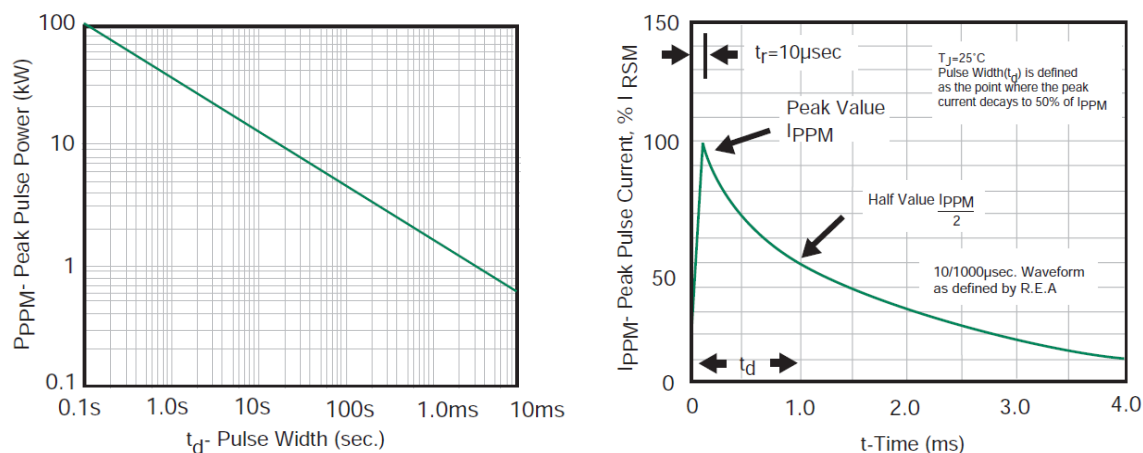 100
10
1
0.1
PPPM- Peak Pulse Power (kW)
0.1s 1.0s 10s 100s 1.0ms 10ms
td- Pulse Width (sec.)
150
100
50
0
IPPM- Peak Pulse Current, % I RSM
tr=10μsec
TJ=25°C
Pulse Width(td) is defined
as the point where the peak
current decays to 50% of IPPM
Peak Value
IPPM
Half Value IPPM
2
10/1000μsec. Waveform
as defined by R.E.A
td
0 1.0 2.0 3.0 4.0
t-Time (ms)